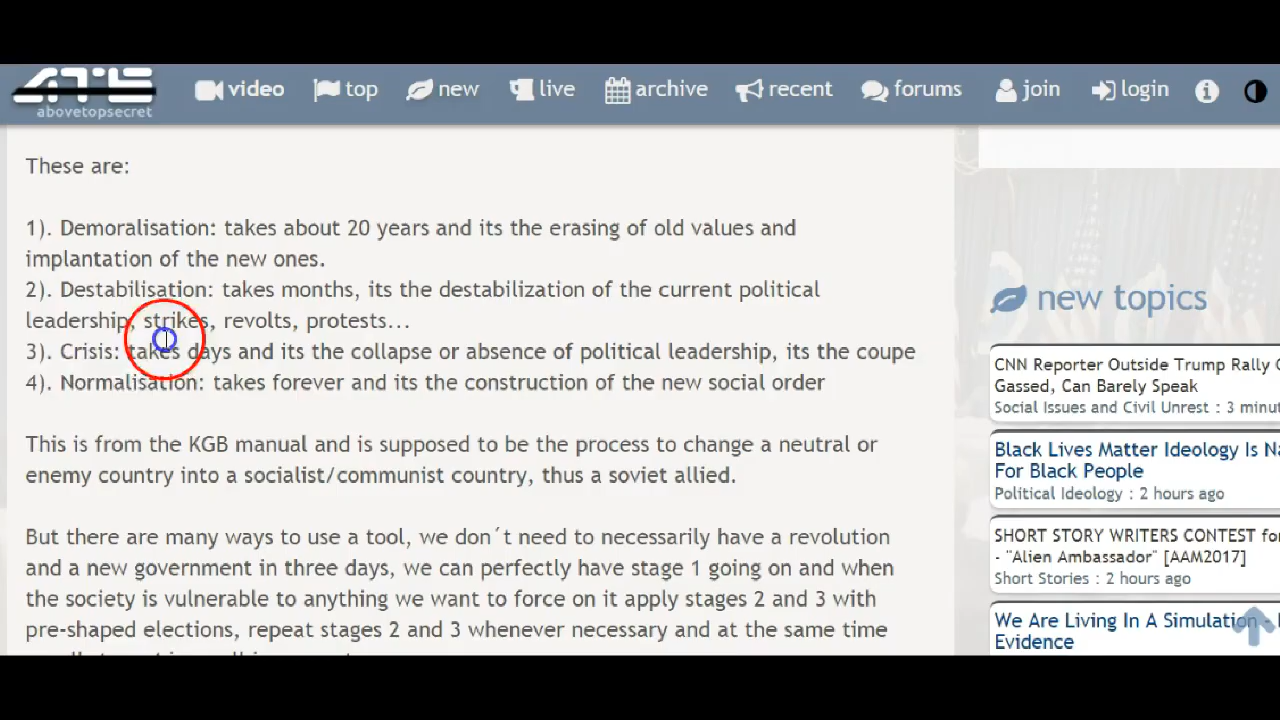 ATS
abovetopsecret
video top new live archive recent forums join login
These are:
1). Demoralisation: takes about 20 years and its the erasing of old values and
implantation of the new ones.
2). Destabilisation: takes months, its the destabilization of the current political
leadership, strikes, revolts, protests...
3). Crisis: takes days and its the collapse or absence of political leadership, its the coupe
4). Normalisation: takes forever and its the construction of the new social order
This is from the KGB manual and is supposed to be the process to change a neutral or
enemy country into a socialist/communist country, thus a soviet allied.
But there are many ways to use a tool, we don´t need to necessarily have a revolution
and a new government in three days, we can perfectly have stage 1 going on and when
the society is vulnerable to anything we want to force on it apply stages 2 and 3 with
pre-shaped elections, repeat stages 2 and 3 whenever necessary and at the same time
new topics
CNN Reporter Outside Trump Rally
Gassed, Can Barely Speak
Social Issues and Civil Unrest : 3 minut
Black Lives Matter Ideology Is
For Black People
Political Ideology : 2 hours ago
SHORT STORY WRITERS CONTEST for
- "Alien Ambassador" [AAM2017]
Short Stories : 2 hours ago
We Are Living In A Simulation -
Evidence